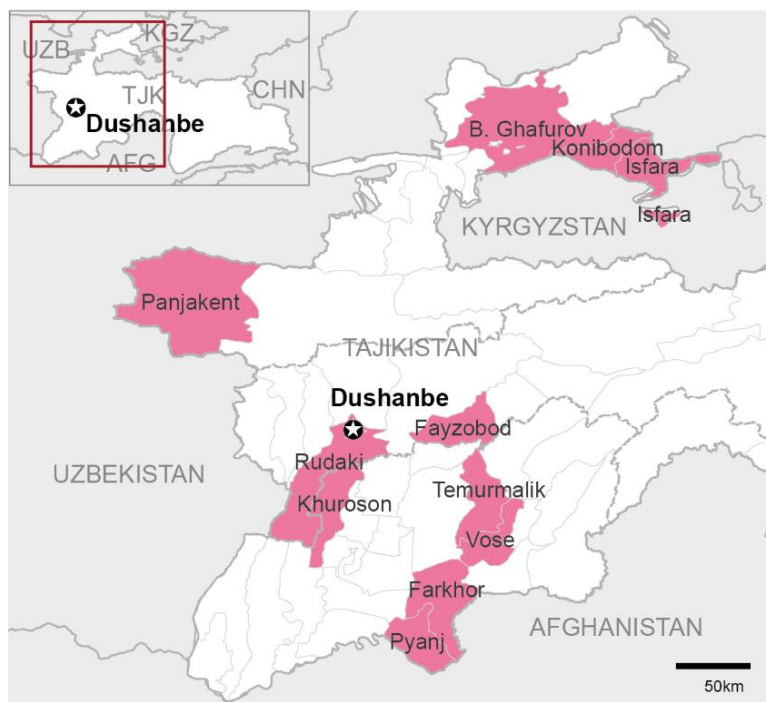 KGZ
UZB
CHN
TJK
Dushanbe
AFG
B. Ghafurov
Konibodom
Isfara
Isfara
KYRGYZSTAN
Panjakent
TAJIKISTAN
Dushanbe
Fayzobod
Rudaki
UZBEKISTAN
Temurmalik
Khuroson
Vose
Farkhor
AFGHANISTAN
Pyanj
50km